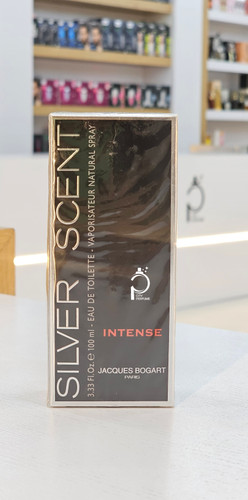 SILVER SCENT
3.33 Fl.Oz. e 100 ml - EAU DE TOILETTE - VAPORISATEUR NATURAL SPRAY
INTENSE
JACQUES BOGART
PARIS